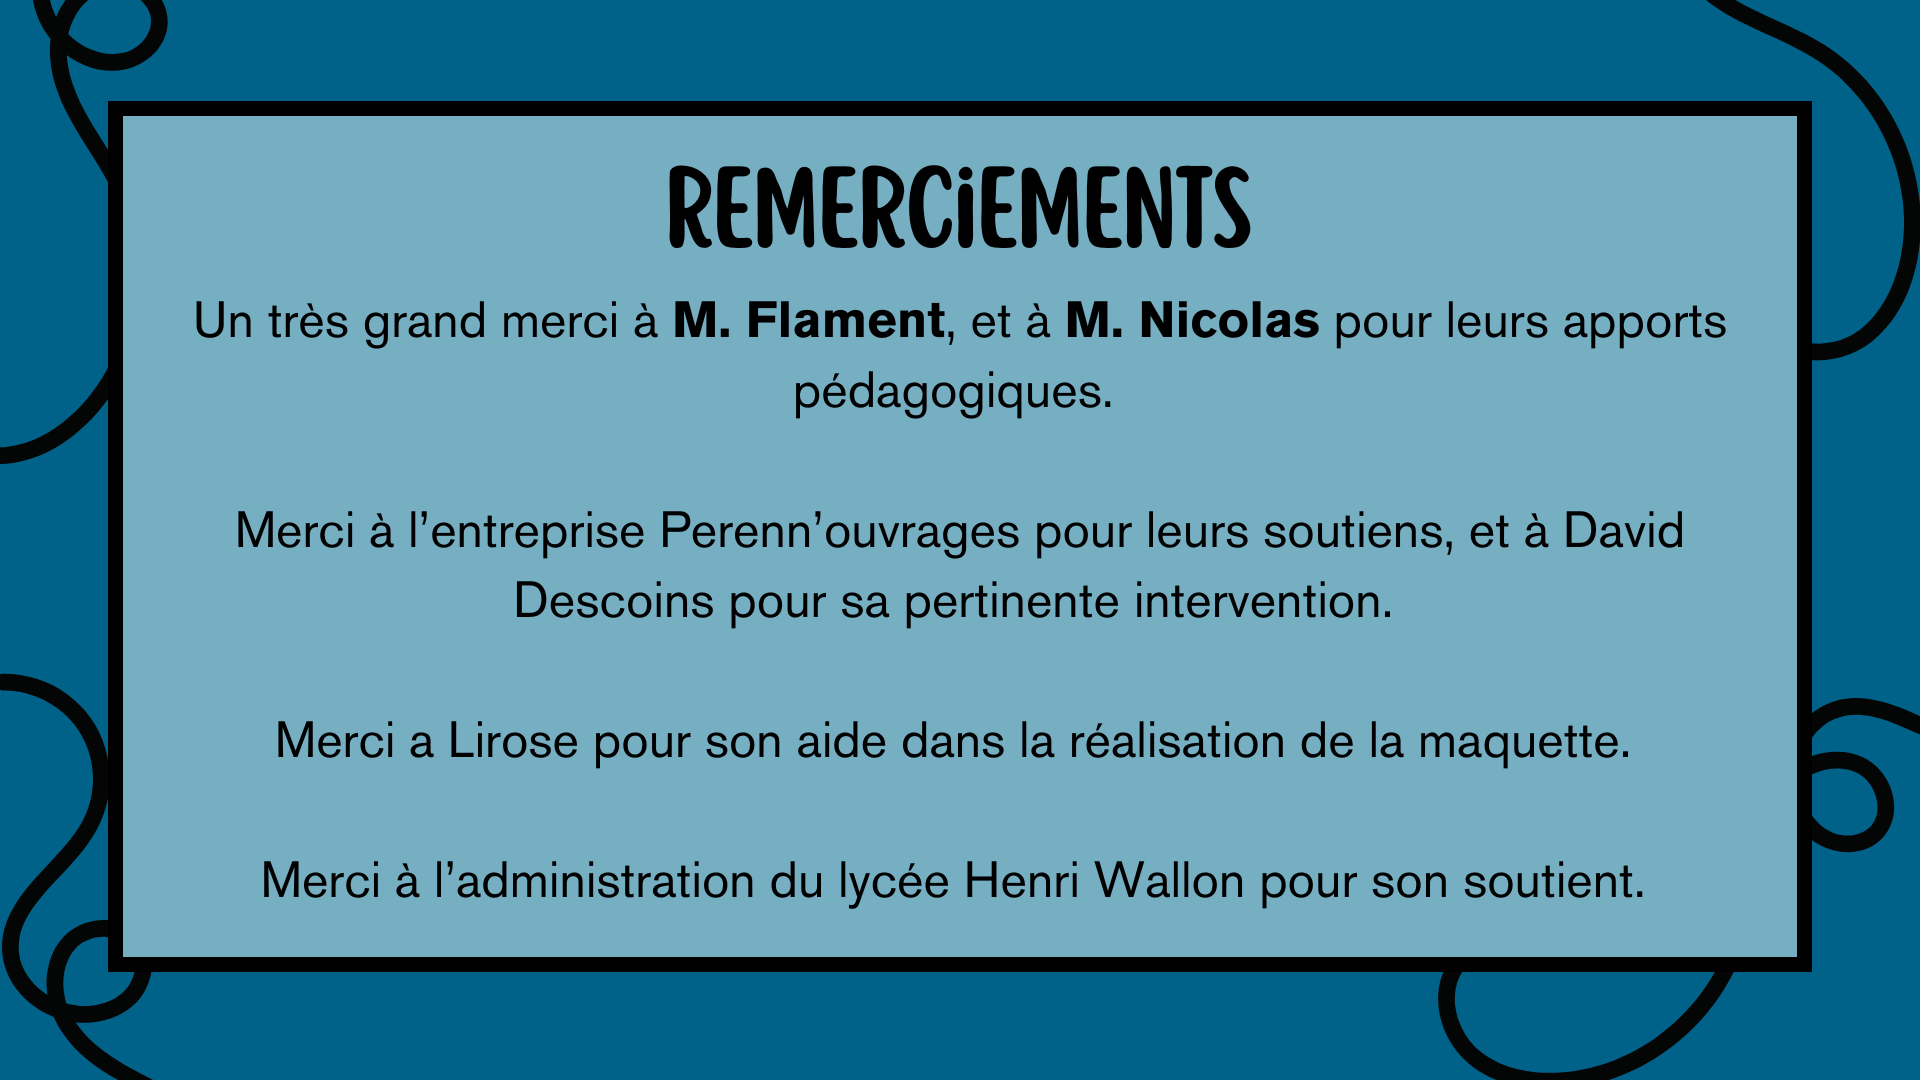 REMERCiEMENTS
Un très grand merci à M. Flament, et à M. Nicolas pour leurs apports
pédagogiques.
Merci à l’entreprise Perenn’ouvrages pour leurs soutiens, et à David
Descoins pour sa pertinente intervention.
Merci a Lirose pour son aide dans la réalisation de la maquette.
Merci à l’administration du lycée Henri Wallon pour son soutient.